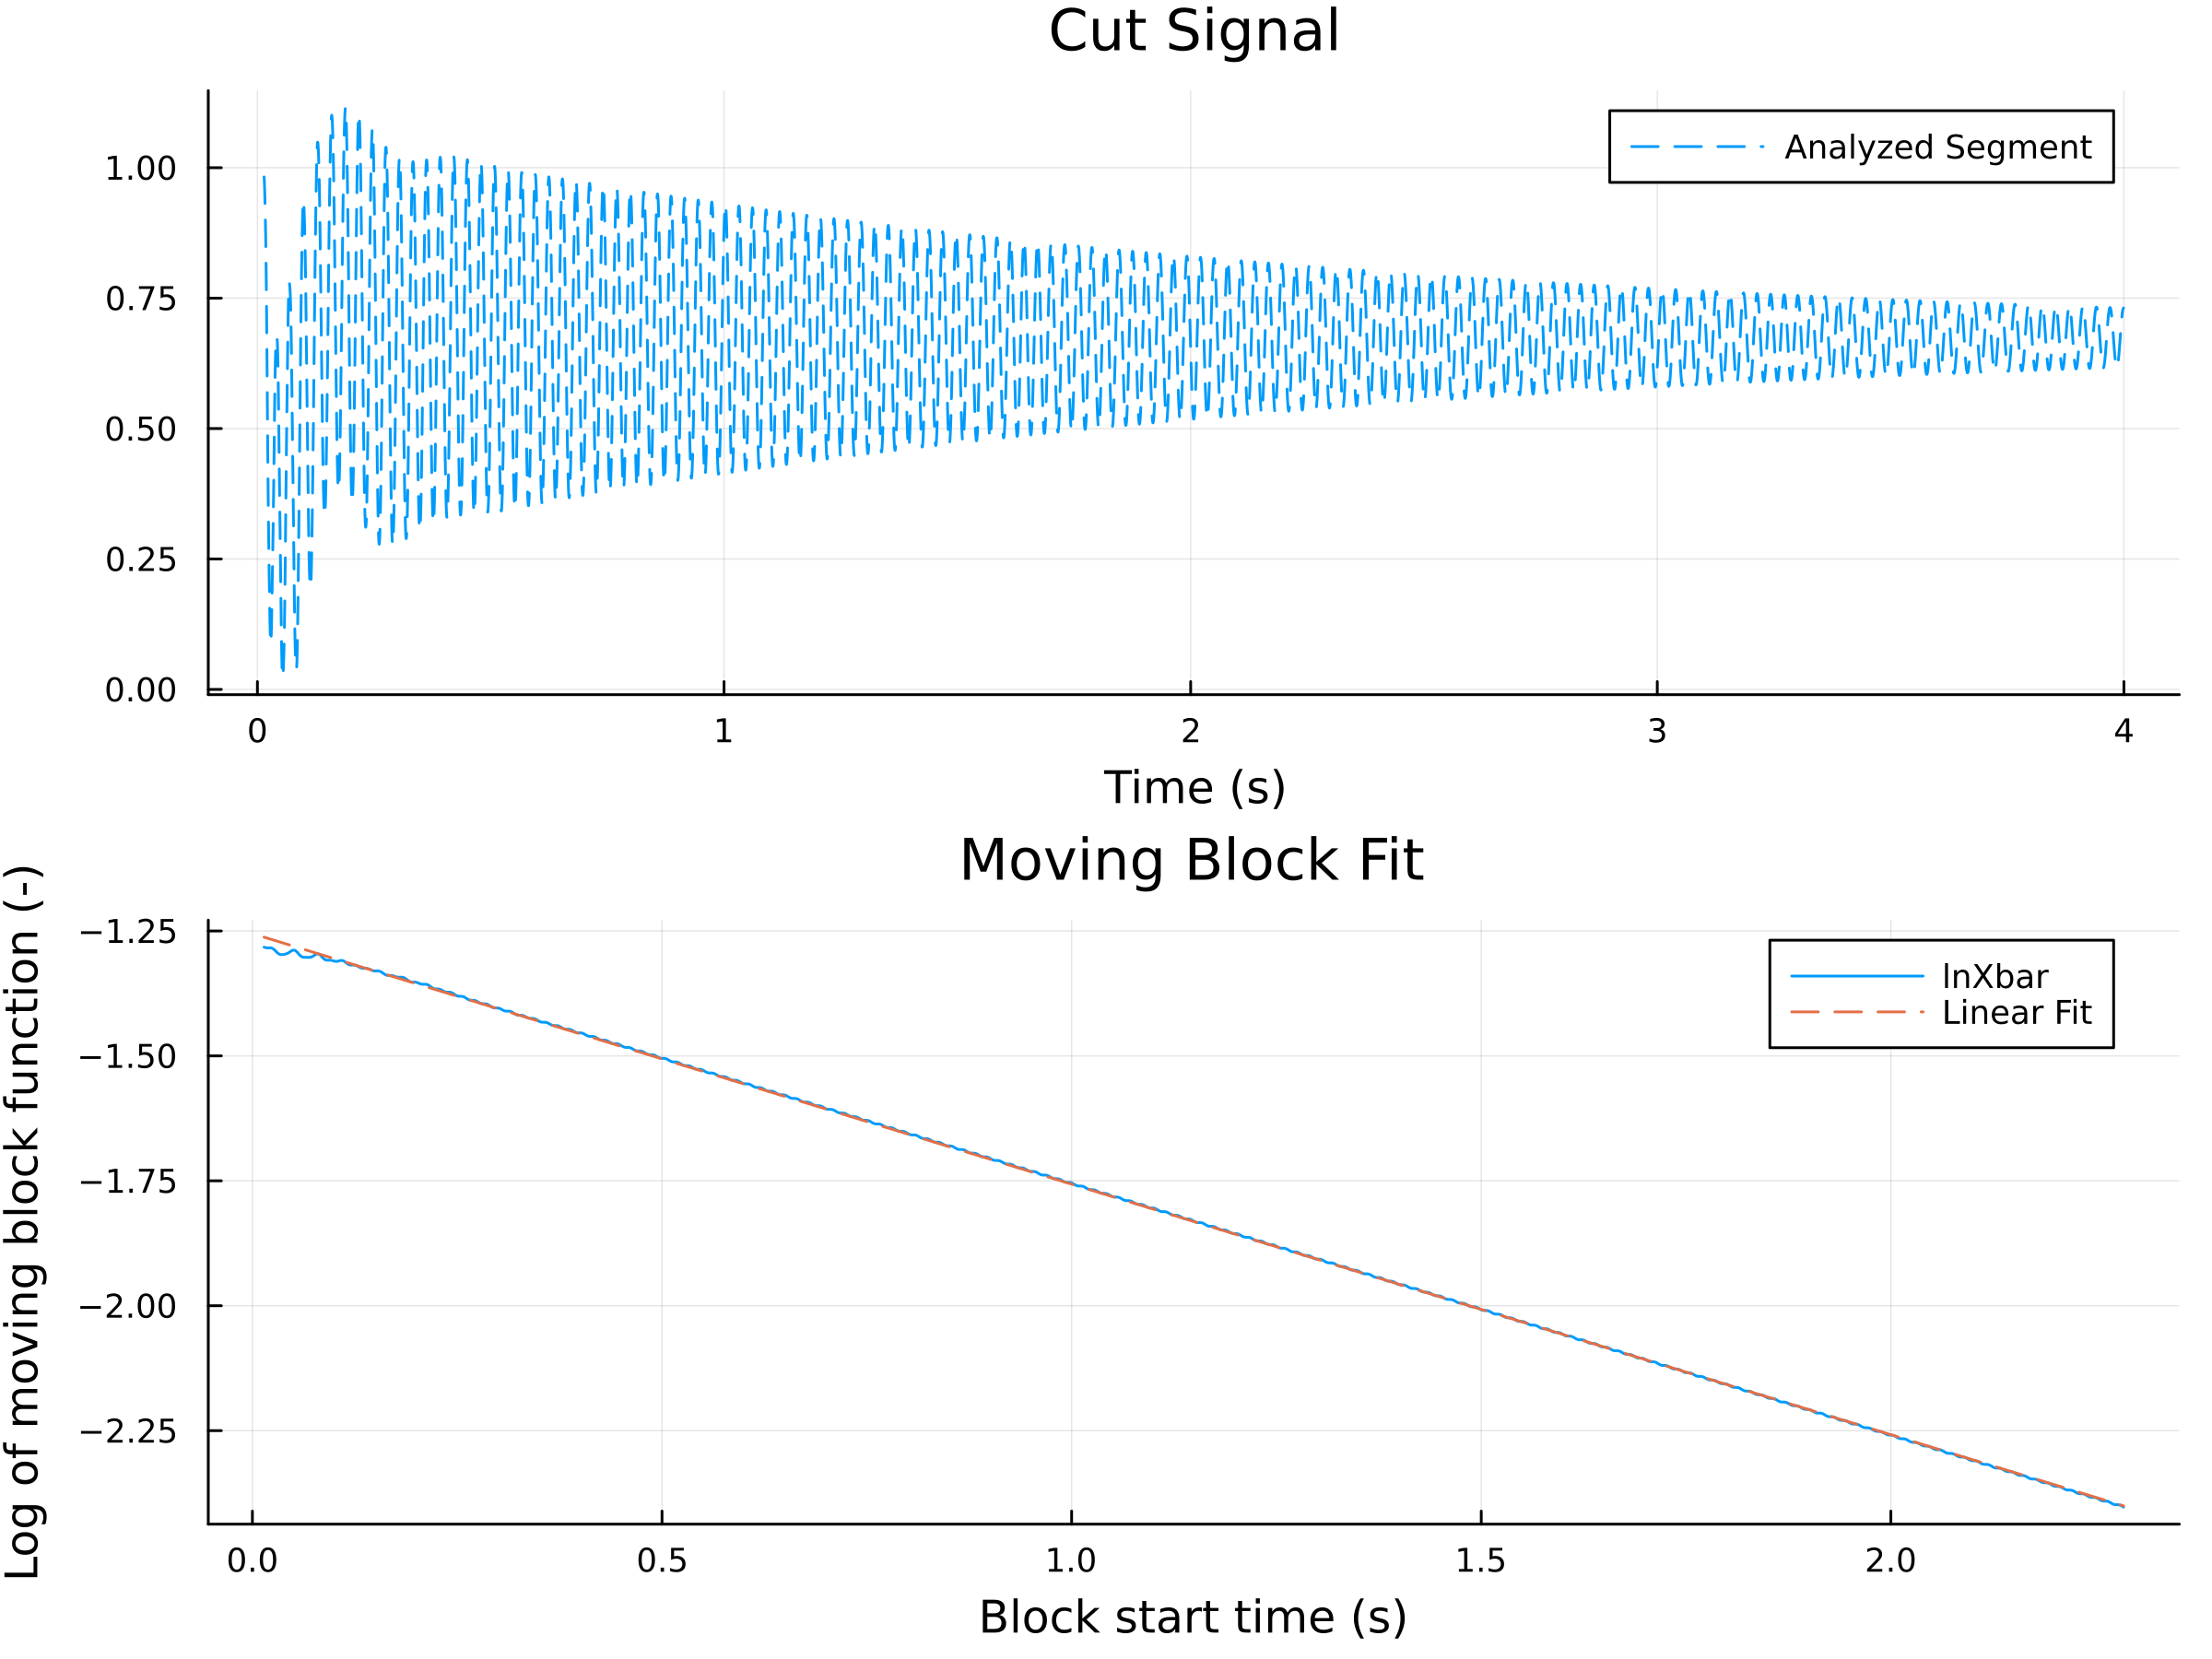 Cut Signal
Analyzed Segment
1.00
0.75
0.50
0.25
0.00
0 1 2 3 4
Time (s)
Moving Block Fit
Log of moving block function (-)
lnXbar
Linear Fit
−1.25
−1.50
−1.75
−2.00
−2.25
0.0 0.5 1.0 1.5 2.0
Block start time (s)